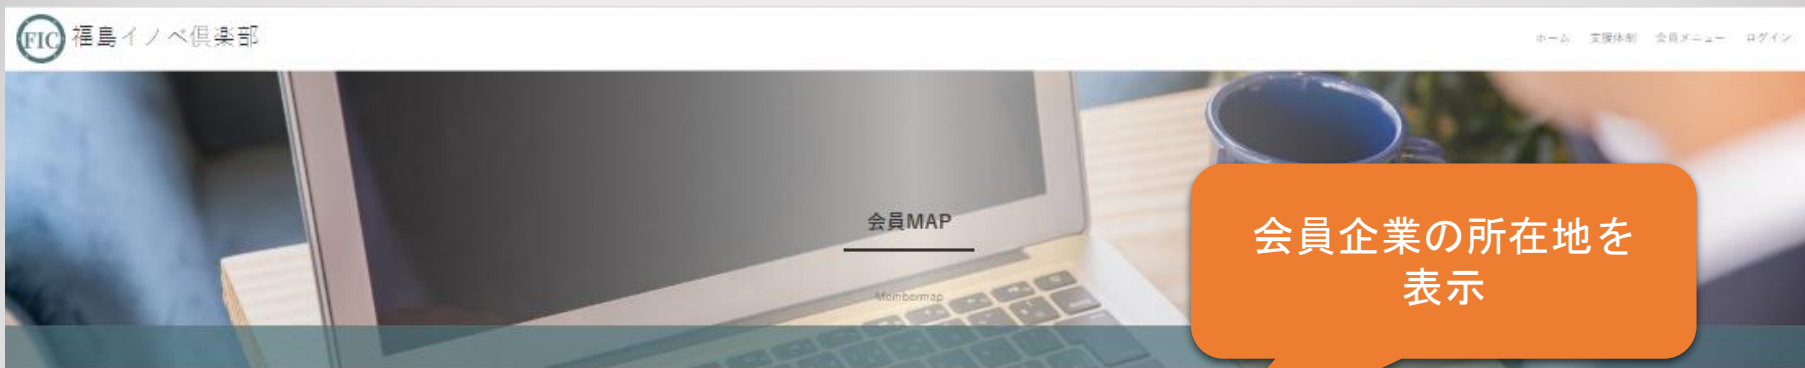 FIC 福島イノベ倶楽部
ホーム 支援体制 会員メニュー ログイン
会員MAP
Membermap
会員企業の所在地を
表示